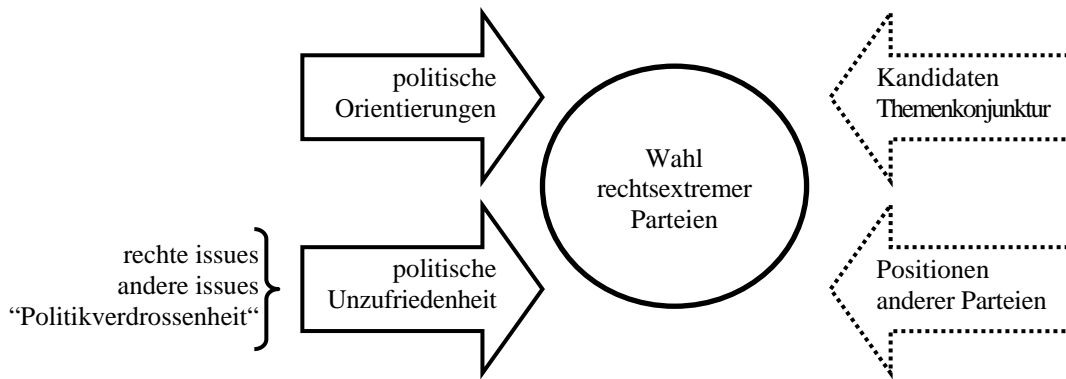 politische
Orientierungen
Kandidaten
Themenkonjunktur
Wahl
rechtsextremer
Parteien
rechte issues
andere issues
“Politikverdrossenheit“
politische
Unzufriedenheit
Positionen
anderer Parteien